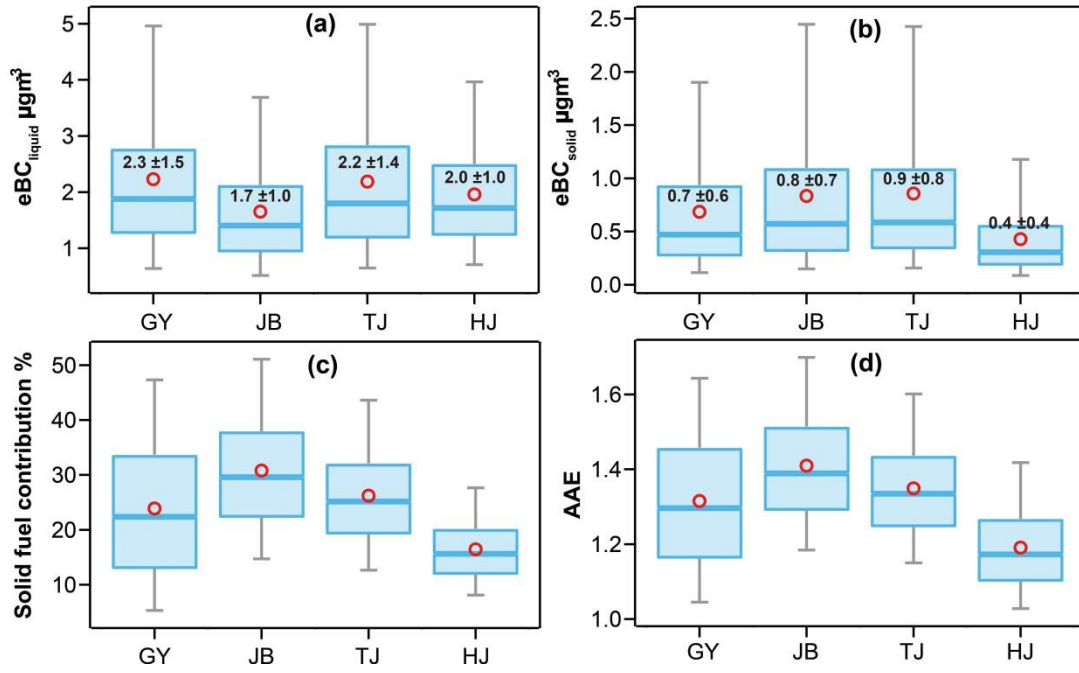 (a)
eBCliquid µgm-3
5
4
3
2
1
2.3 ±1.5
1.7 ±1.0
2.2 ±1.4
2.0 ±1.0
GY JB TJ HJ
(b)
eBCsolid µgm-3
2.5
2.0
1.5
1.0
0.5
0.0
0.7 ±0.6
0.8 ±0.7
0.9 ±0.8
0.4 ±0.4
GY JB TJ HJ
(c)
Solid fuel contribution %
50
40
30
20
10
GY JB TJ HJ
(d)
AAE
1.6
1.4
1.2
1.0
GY JB TJ HJ